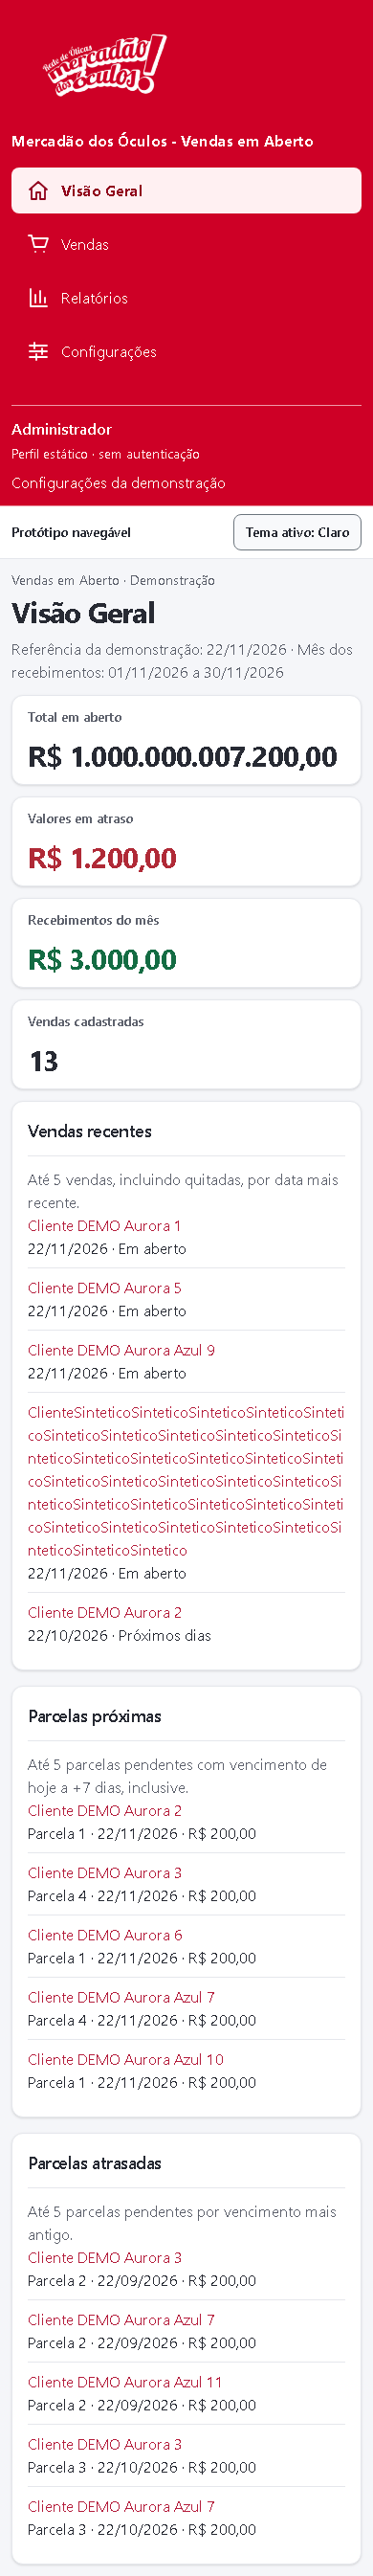 Rede de Óticas
mercadão
dos óculos!
Mercadão dos Óculos - Vendas em Aberto
Visão Geral
Vendas
Relatórios
Configurações
Administrador
Perfil estático · sem autenticação
Configurações da demonstração
Protótipo navegável
Tema ativo: Claro
Vendas em Aberto · Demonstração
Visão Geral
Referência da demonstração: 22/11/2026 · Mês dos
recebimentos: 01/11/2026 a 30/11/2026
Total em aberto
R$ 1.000.000.007.200,00
Valores em atraso
R$ 1.200,00
Recebimentos do mês
R$ 3.000,00
Vendas cadastradas
13
Vendas recentes
Até 5 vendas, incluindo quitadas, por data mais
recente.
Cliente DEMO Aurora 1
22/11/2026 · Em aberto
Cliente DEMO Aurora 5
22/11/2026 · Em aberto
Cliente DEMO Aurora Azul 9
22/11/2026 · Em aberto
ClienteSinteticoSinteticoSinteticoSinteticoSinteti
coSinteticoSinteticoSinteticoSinteticoSinteticoSi
nteticoSinteticoSinteticoSinteticoSinteticoSinteti
coSinteticoSinteticoSinteticoSinteticoSinteticoSi
nteticoSinteticoSinteticoSinteticoSinteticoSinteti
coSinteticoSinteticoSinteticoSinteticoSinteticoSi
nteticoSinteticoSintetico
22/11/2026 · Em aberto
Cliente DEMO Aurora 2
22/10/2026 · Próximos dias
Parcelas próximas
Até 5 parcelas pendentes com vencimento de
hoje a +7 dias, inclusive.
Cliente DEMO Aurora 2
Parcela 1 · 22/11/2026 · R$ 200,00
Cliente DEMO Aurora 3
Parcela 4 · 22/11/2026 · R$ 200,00
Cliente DEMO Aurora 6
Parcela 1 · 22/11/2026 · R$ 200,00
Cliente DEMO Aurora Azul 7
Parcela 4 · 22/11/2026 · R$ 200,00
Cliente DEMO Aurora Azul 10
Parcela 1 · 22/11/2026 · R$ 200,00
Parcelas atrasadas
Até 5 parcelas pendentes por vencimento mais
antigo.
Cliente DEMO Aurora 3
Parcela 2 · 22/09/2026 · R$ 200,00
Cliente DEMO Aurora Azul 7
Parcela 2 · 22/09/2026 · R$ 200,00
Cliente DEMO Aurora Azul 11
Parcela 2 · 22/09/2026 · R$ 200,00
Cliente DEMO Aurora 3
Parcela 3 · 22/10/2026 · R$ 200,00
Cliente DEMO Aurora Azul 7
Parcela 3 · 22/10/2026 · R$ 200,00